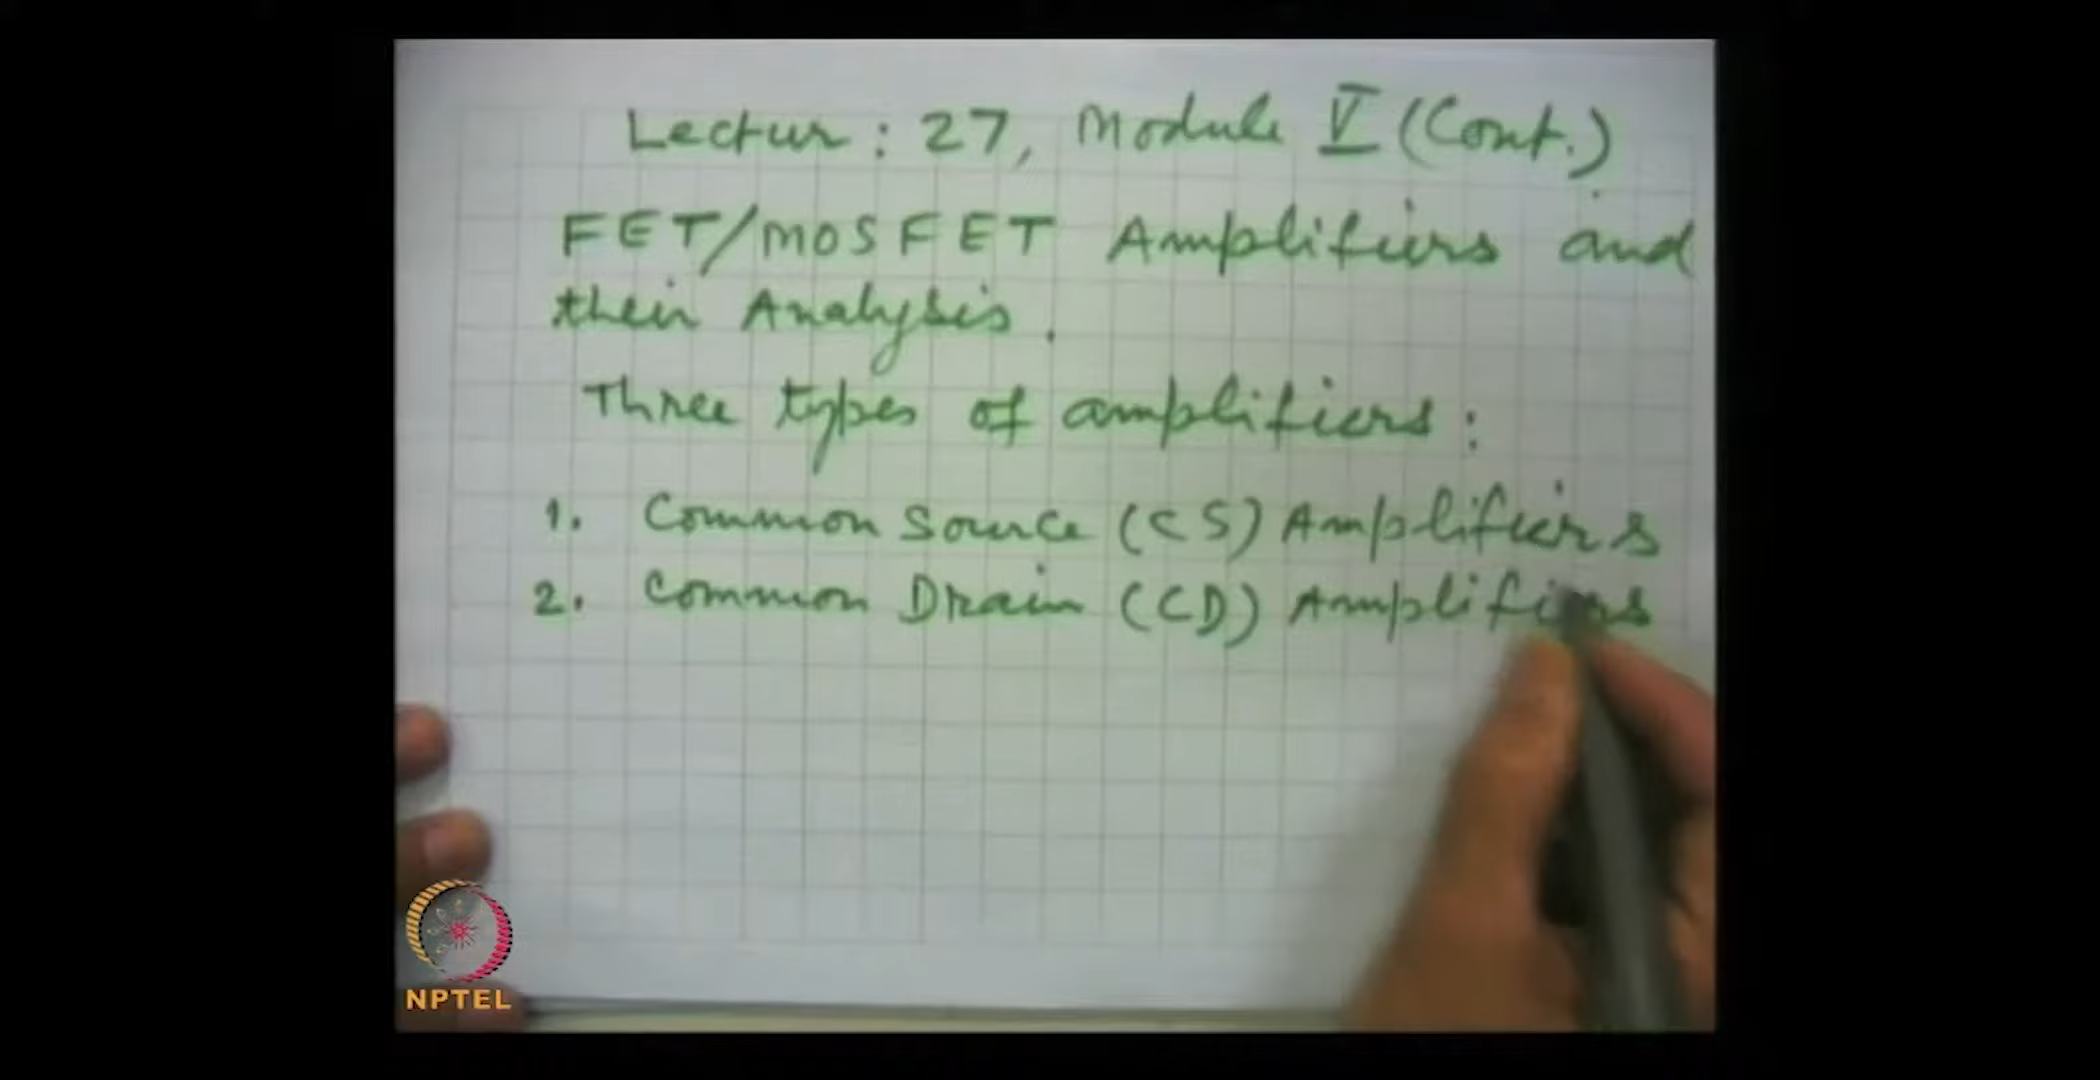 Lectur : 27, Module V (Cont.)
FET/MOSFET Amplifiers and
their Analysis.
Three types of amplifiers :
1. Common Source (CS) Amplifiers
2. Common Drain (CD) Amplifiers
NPTEL